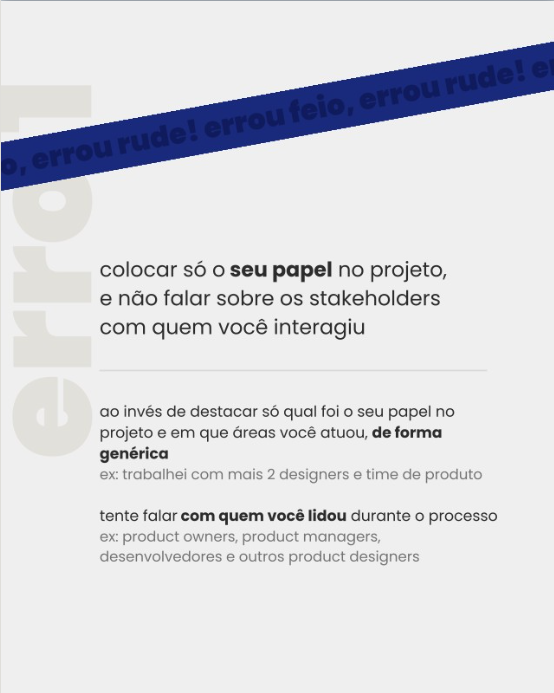 o, errou rude! errou feio, errou rude! er
erro 1
colocar só o seu papel no projeto,
e não falar sobre os stakeholders
com quem você interagiu
ao invés de destacar só qual foi o seu papel no
projeto e em que áreas você atuou, de forma
genérica
ex: trabalhei com mais 2 designers e time de produto
tente falar com quem você lidou durante o processo
ex: product owners, product managers,
desenvolvedores e outros product designers